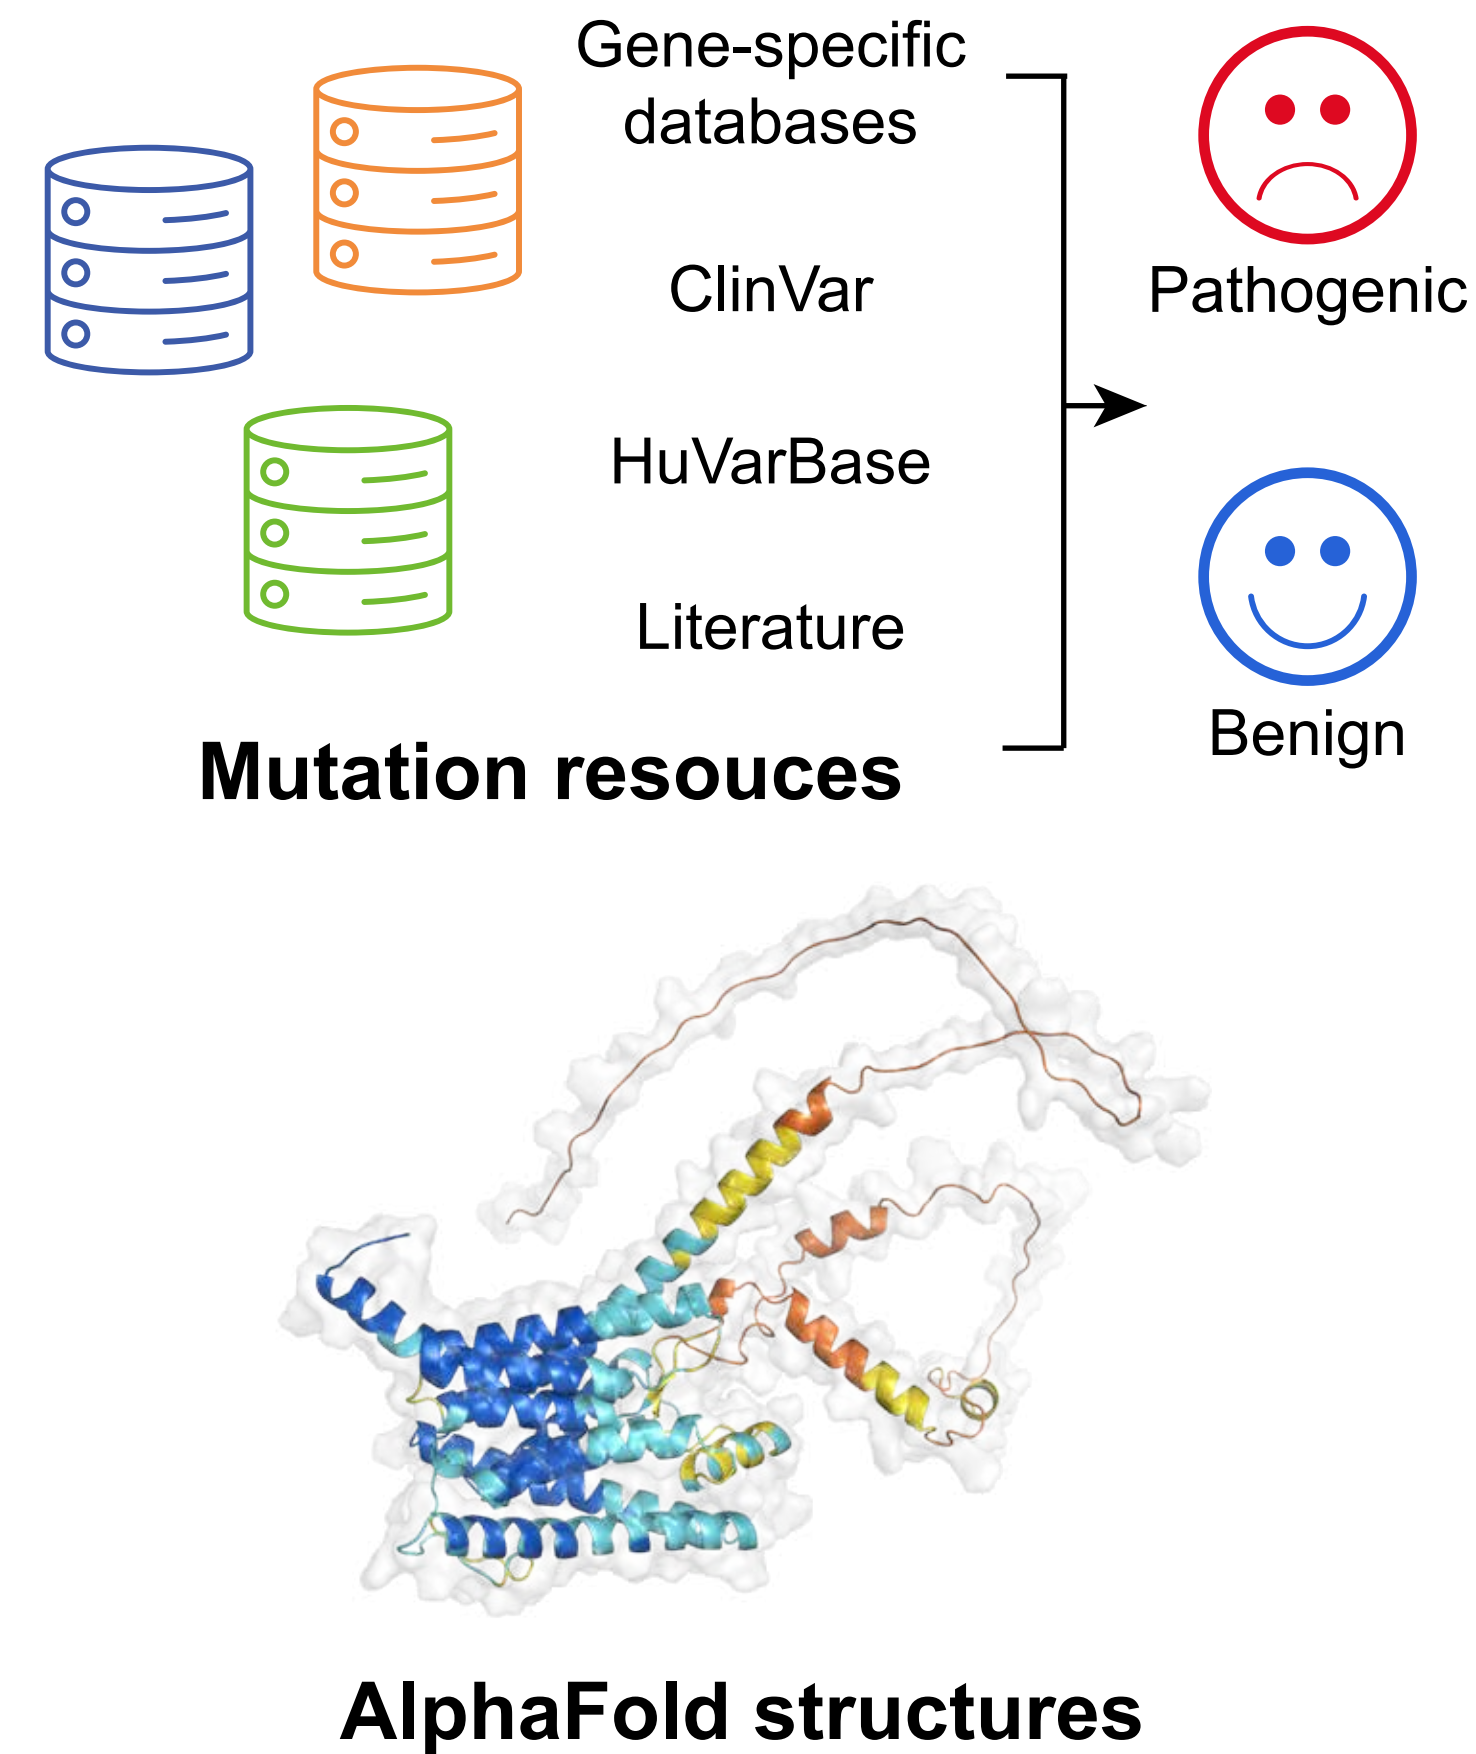 Gene-specific
databases
ClinVar
HuVarBase
Literature
Mutation resouces
Pathogenic
Benign
AlphaFold structures